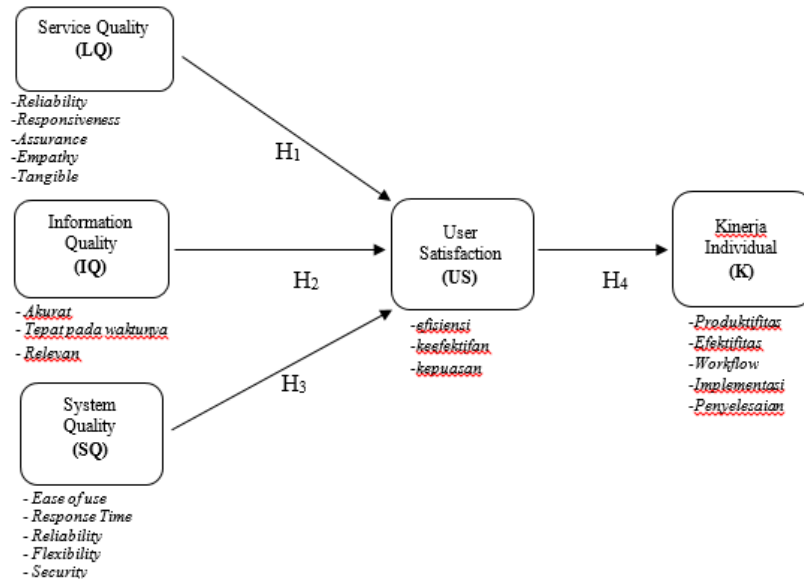 Service Quality
(LQ)
-Reliability
-Responsiveness
-Assurance
-Empathy
-Tangible
H1
Information
Quality
(IQ)
- Akurat
- Tepat pada waktunya
- Relevan
H2
System
Quality
(SQ)
- Ease of use
- Response Time
- Reliability
- Flexibility
- Security
H3
User
Satisfaction
(US)
-efisiensi
-keefektifan
-kepuasan
H4
Kinerja
Individual
(K)
-Produktifitas
-Efektifitas
-Workflow
-Implementasi
-Penyelesaian